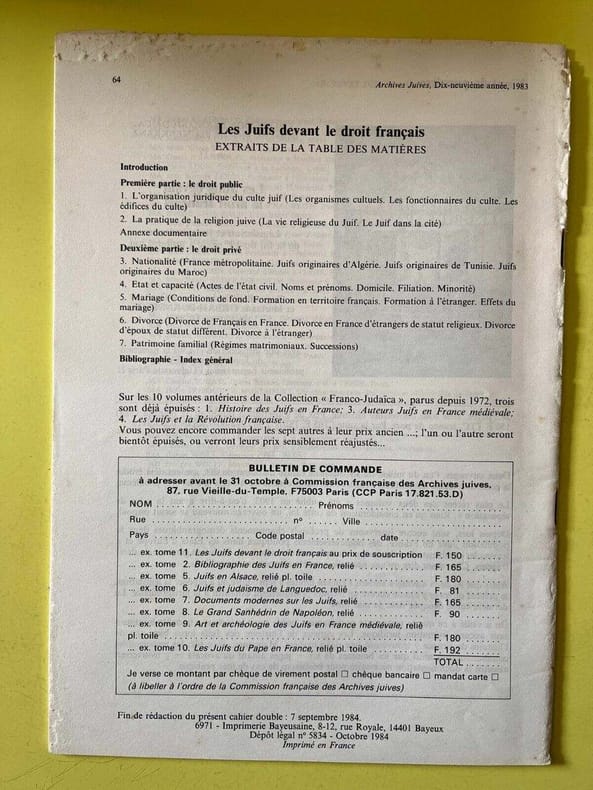 64
Archives Juives, Dix-neuvième année, 1983
Les Juifs devant le droit français
EXTRAITS DE LA TABLE DES MATIÈRES
Introduction
Première partie : le droit public
1. L'organisation juridique du culte juif (Les organismes cultuels. Les fonctionnaires du culte. Les
édifices du culte)
2. La pratique de la religion juive (La vie religieuse du Juif. Le Juif dans la cité)
Annexe documentaire
Deuxième partie : le droit privé
3. Nationalité (France métropolitaine. Juifs originaires d'Algérie. Juifs originaires de Tunisie. Juifs
originaires du Maroc)
4. Etat et capacité (Actes de l'état civil. Noms et prénoms. Domicile. Filiation. Minorité)
5. Mariage (Conditions de fond. Formation en territoire français. Formation à l'étranger. Effets du
mariage)
6. Divorce (Divorce de Français en France. Divorce en France d'étrangers de statut religieux. Divorce
d'époux de statut différent. Divorce à l'étranger)
7. Patrimoine familial (Régimes matrimoniaux. Successions)
Bibliographie - Index général
Sur les 10 volumes antérieurs de la Collection « Franco-Judaïca », parus depuis 1972, trois
sont déjà épuisés : 1. Histoire des Juifs en France; 3. Auteurs Juifs en France médiévale;
4. Les Juifs et la Révolution française.
Vous pouvez encore commander les sept autres à leur prix ancien ...; l'un ou l'autre seront
bientôt épuisés, ou verront leurs prix sensiblement réajustés...
BULLETIN DE COMMANDE
à adresser avant le 31 octobre à Commission française des Archives juives,
87, rue Vieille-du-Temple, F75003 Paris (CCP Paris 17.821.53.D)
NOM ........ Prénoms ........
Rue ........ n° ...... Ville ........
Pays ........ Code postal ........ date ........
... ex. tome 11. Les Juifs devant le droit français au prix de souscription F. 150 .......
... ex. tome 2. Bibliographie des Juifs en France, relié ........ F. 165 .......
... ex. tome 5. Juifs en Alsace, relié pl. toile ........ F. 180 .......
... ex. tome 6. Juifs et judaïsme de Languedoc, relié ........ F. 81 .......
... ex. tome 7. Documents modernes sur les Juifs, relié ........ F. 165 .......
... ex. tome 8. Le Grand Sanhédrin de Napoléon, relié ........ F. 90 .......
... ex. tome 9. Art et archéologie des Juifs en France médiévale, relié
pl. toile ........ F. 180 .......
... ex. tome 10. Les Juifs du Pape en France, relié pl. toile ........ F. 192 .......
TOTAL .......
Je verse ce montant par chèque de virement postal ☐ chèque bancaire ☐ mandat carte ☐
(à libeller à l'ordre de la Commission française des Archives juives)
Fin de rédaction du présent cahier double : 7 septembre 1984.
6971 - Imprimerie Bayeusaine, 8-12, rue Royale, 14401 Bayeux
Dépôt légal n° 5834 - Octobre 1984
Imprimé en France